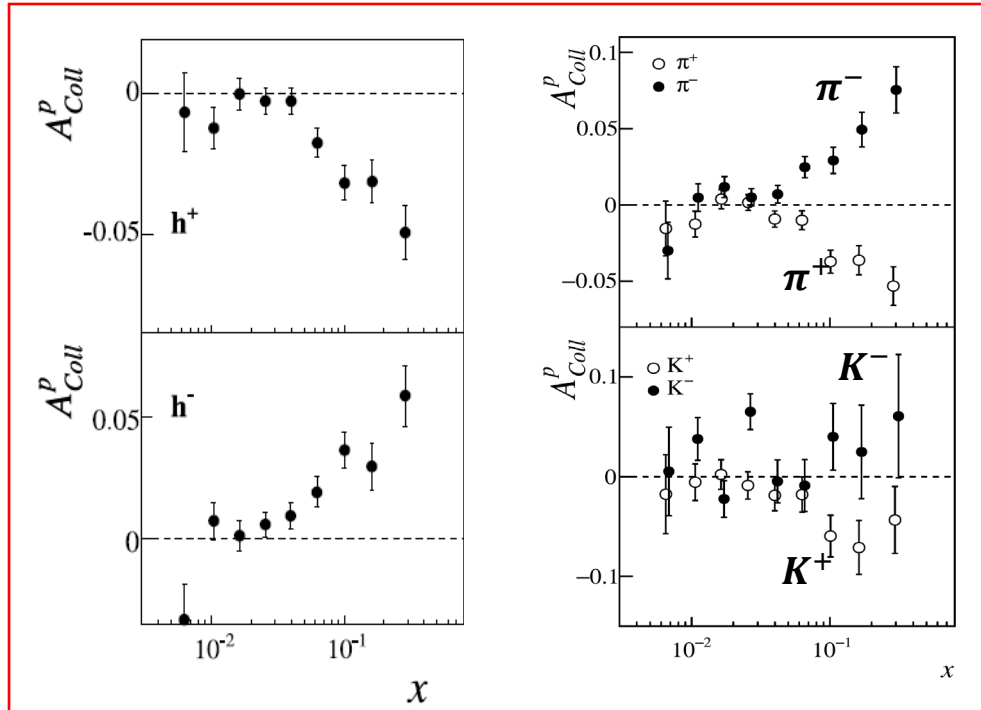 A^p_Coll
0
-0.05
h⁺
A^p_Coll
0.05
h⁻
0
10⁻² 10⁻¹
x
A^p_Coll
0.1
○ π⁺
● π⁻
π⁻
0.05
0
π⁺
−0.05
A^p_Coll
○ K⁺
● K⁻
K⁻
0.1
0
K⁺
−0.1
10⁻² 10⁻¹
x